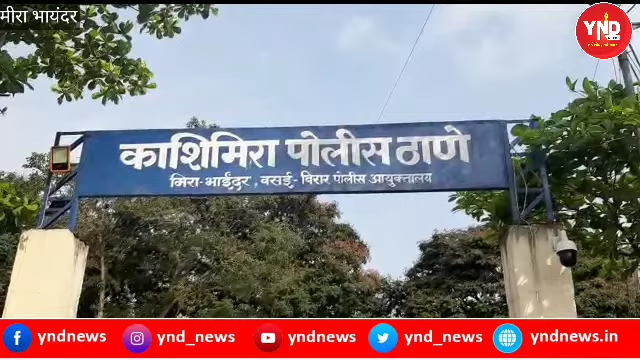 मीरा भायंदर
YND
काशिमिरा पोलीस ठाणे
मिरा-भाईंदर, वसई-विरार पोलीस आयुक्तालय
yndnews
ynd_news
yndnews
ynd_news
yndnews.in